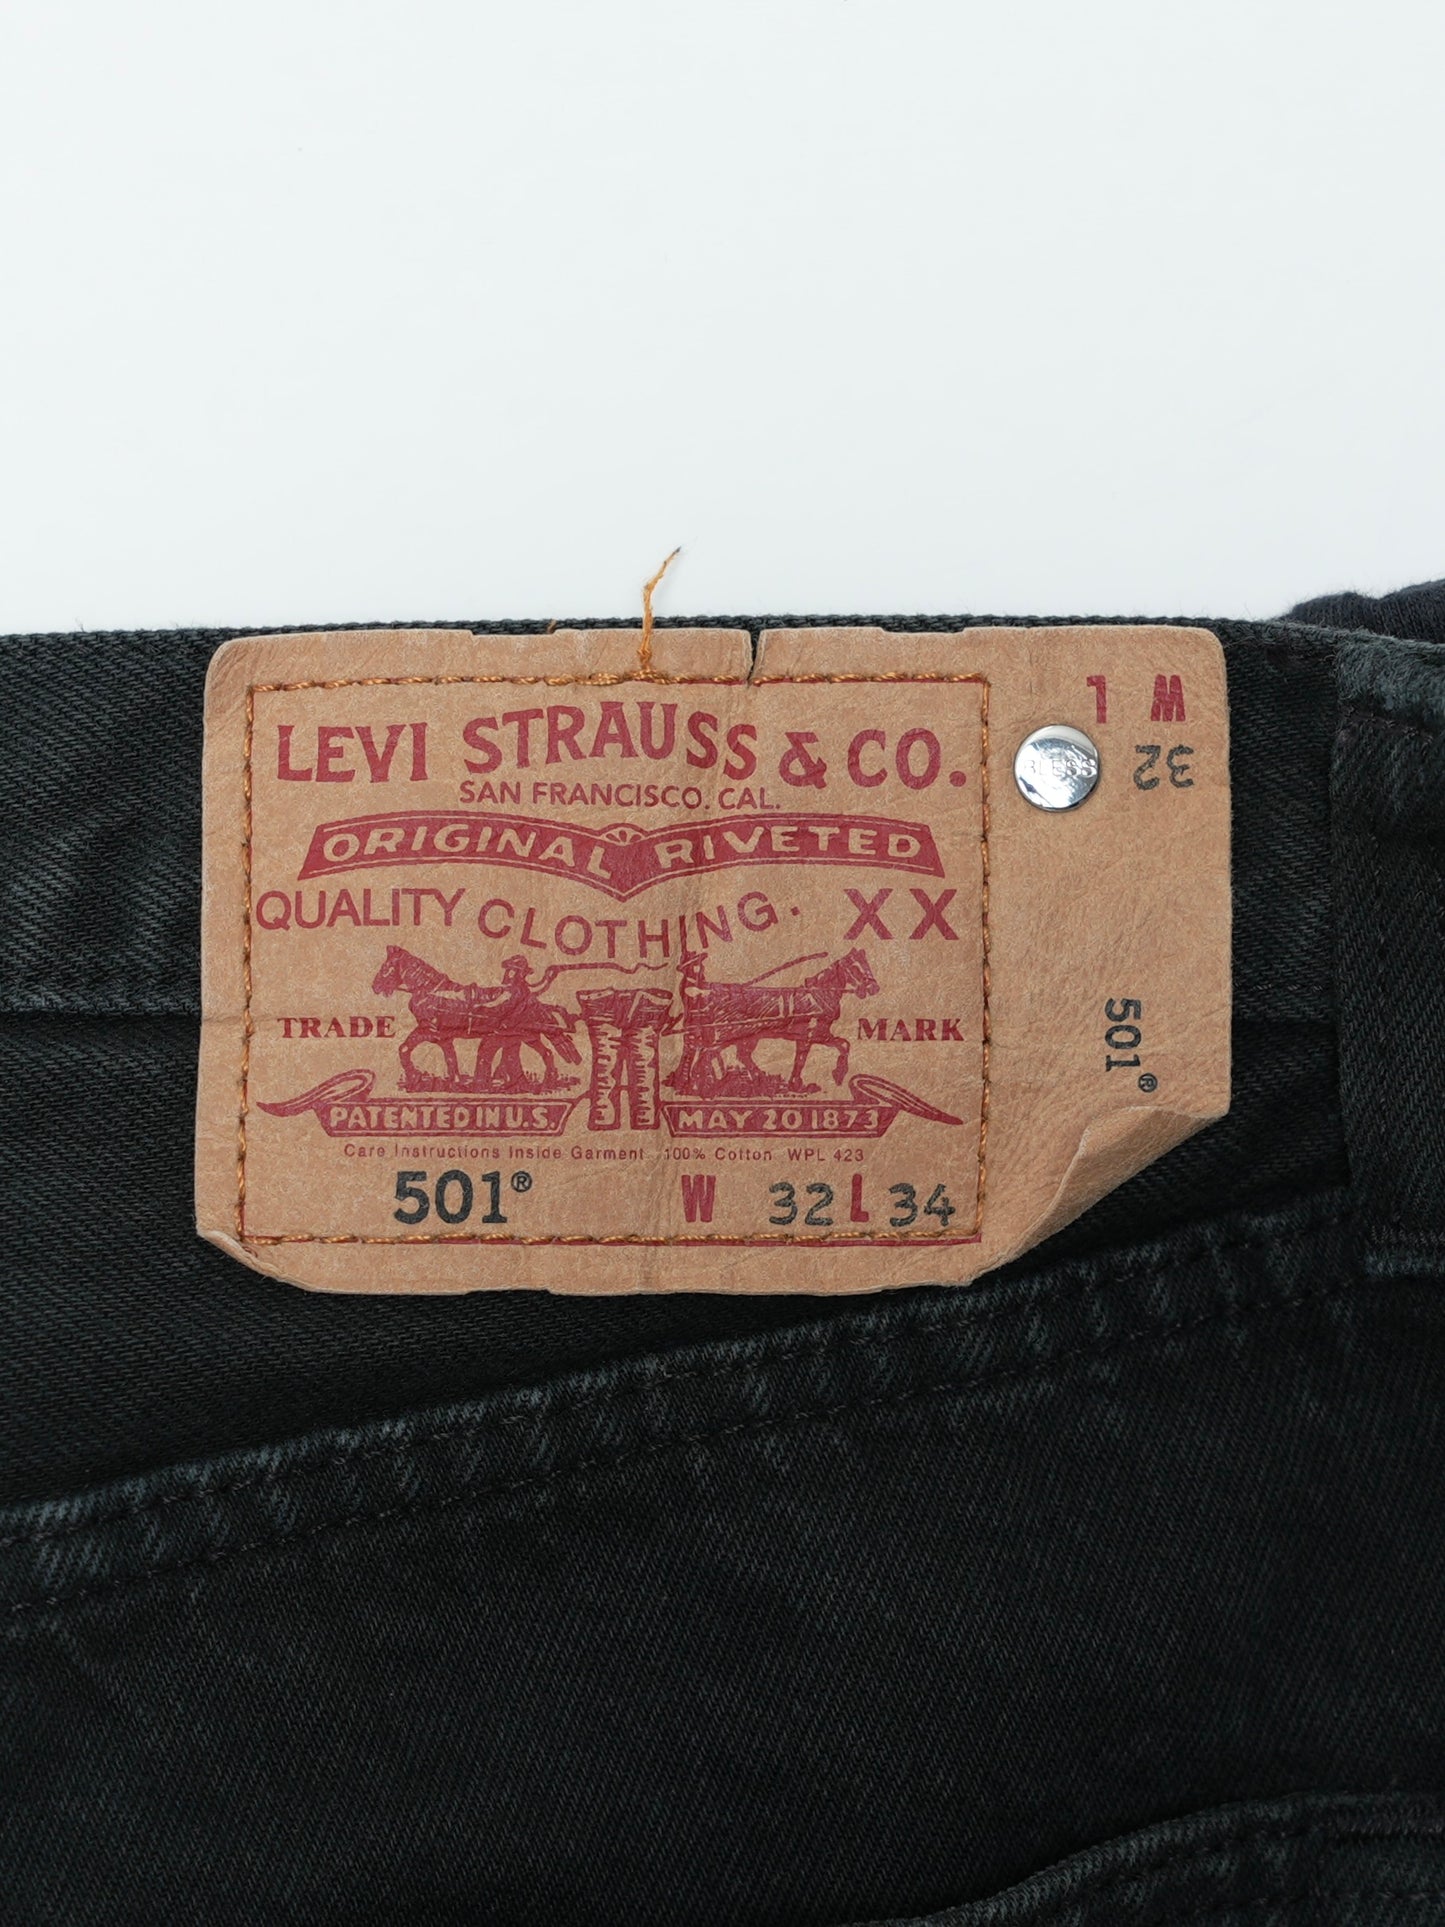 LEVI STRAUSS & CO.
SAN FRANCISCO. CAL.
ORIGINAL RIVETED
QUALITY CLOTHING. XX
TRADE MARK
PATENTED IN U.S. MAY 20 1873
Care Instructions Inside Garment 100% Cotton WPL 423
501® W 32 L 34
L W
32
BLESS
501®